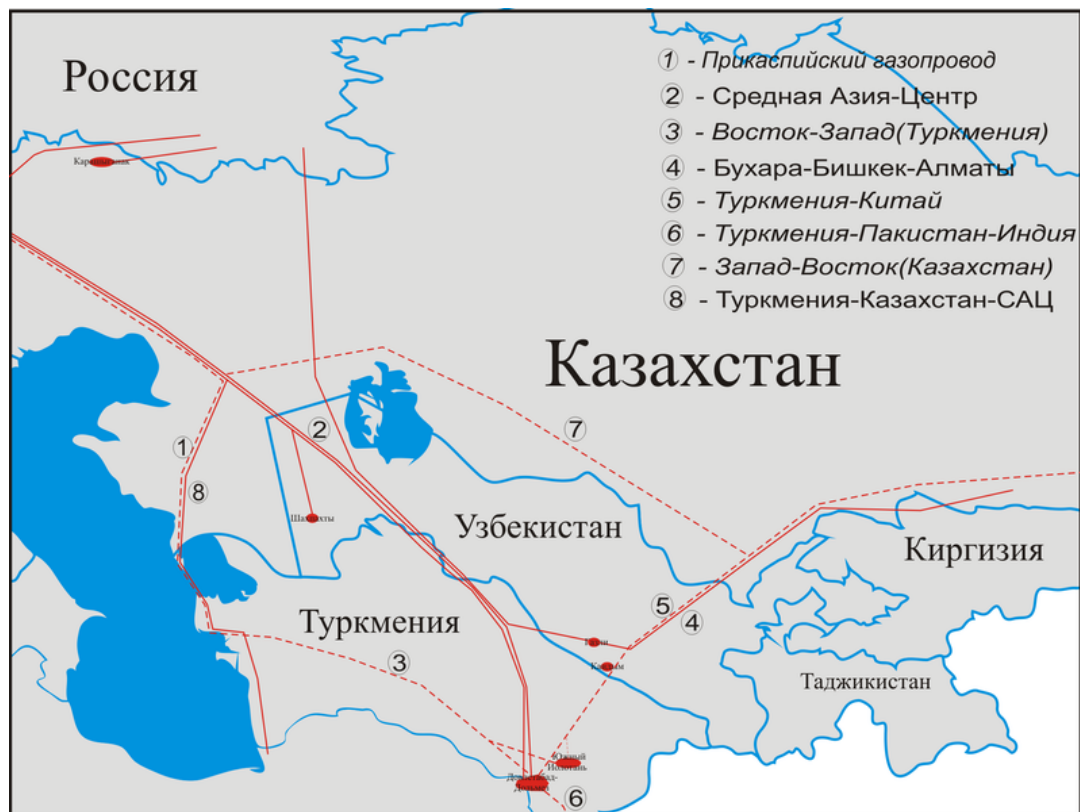 Россия
① - Прикаспийский газопровод
② - Средная Азия-Центр
③ - Восток-Запад(Туркмения)
④ - Бухара-Бишкек-Алматы
⑤ - Туркмения-Китай
⑥ - Туркмения-Пакистан-Индия
⑦ - Запад-Восток(Казахстан)
⑧ - Туркмения-Казахстан-САЦ
Казахстан
⑦
②
①
⑧
Шахпахты
Узбекистан
Киргизия
⑤
④
Туркмения
③
Таджикистан
Южный
Иолотань
⑥